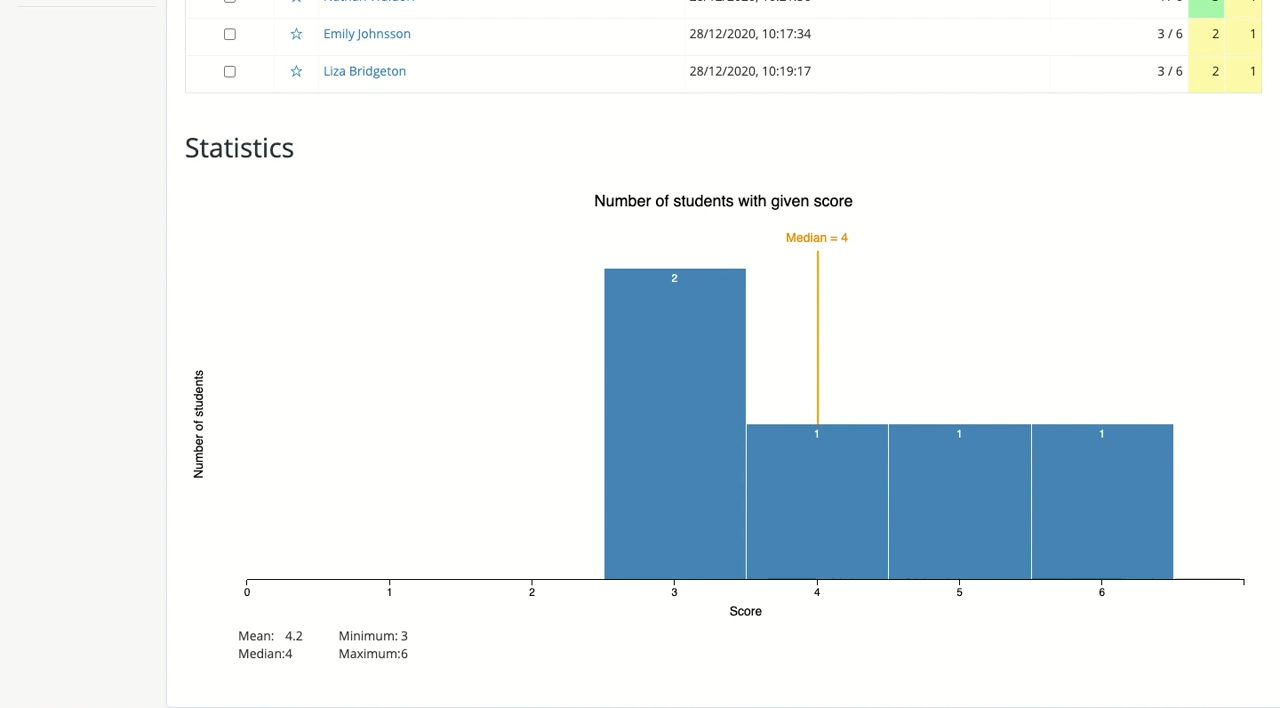 Emily Johnsson 28/12/2020, 10:17:34 3 / 6 2 1
Liza Bridgeton 28/12/2020, 10:19:17 3 / 6 2 1
Statistics
Number of students with given score
Median = 4
2
1 1 1
Number of students
0 1 2 3 4 5 6
Score
Mean: 4.2 Minimum: 3
Median:4 Maximum:6